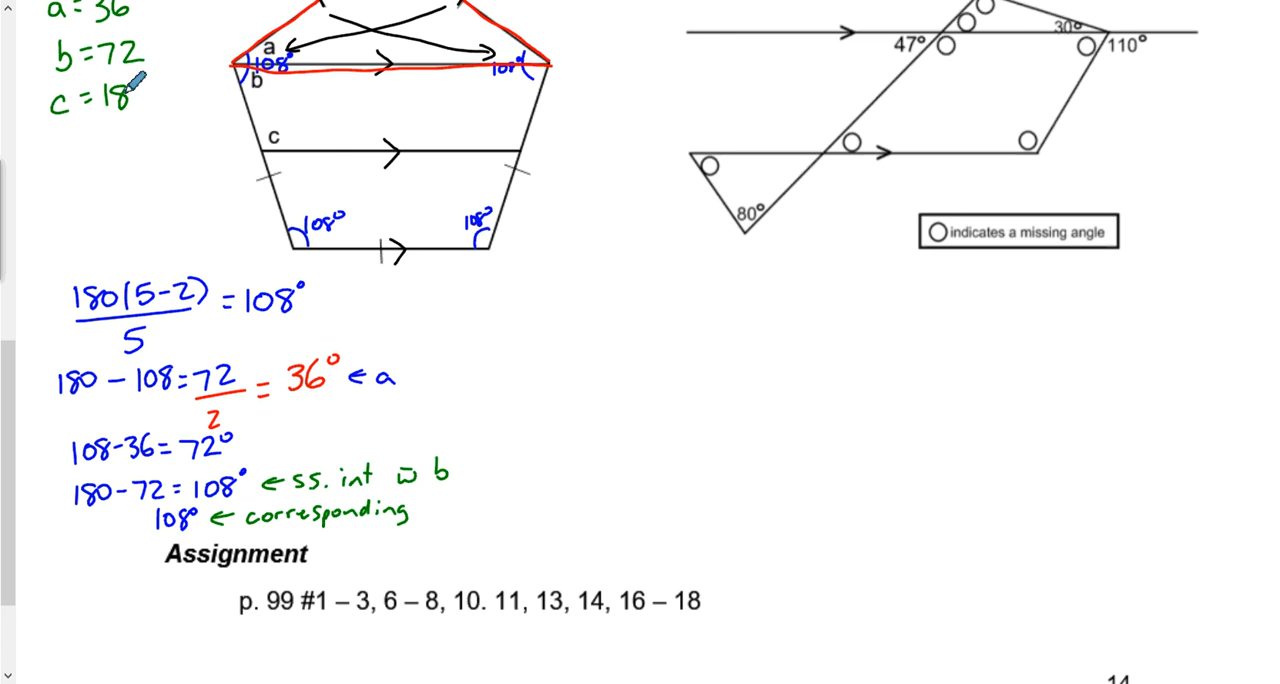 a = 36
b = 72
c = 18
a
108°
108°
b
c
108°
108°
30°
47°
110°
80°
indicates a missing angle
180(5-2) = 108°
5
180 - 108 = 72 = 36° ← a
2
108-36 = 72°
180-72 = 108° ← ss. int w b
108° ← corresponding
Assignment
p. 99 #1 – 3, 6 – 8, 10. 11, 13, 14, 16 – 18